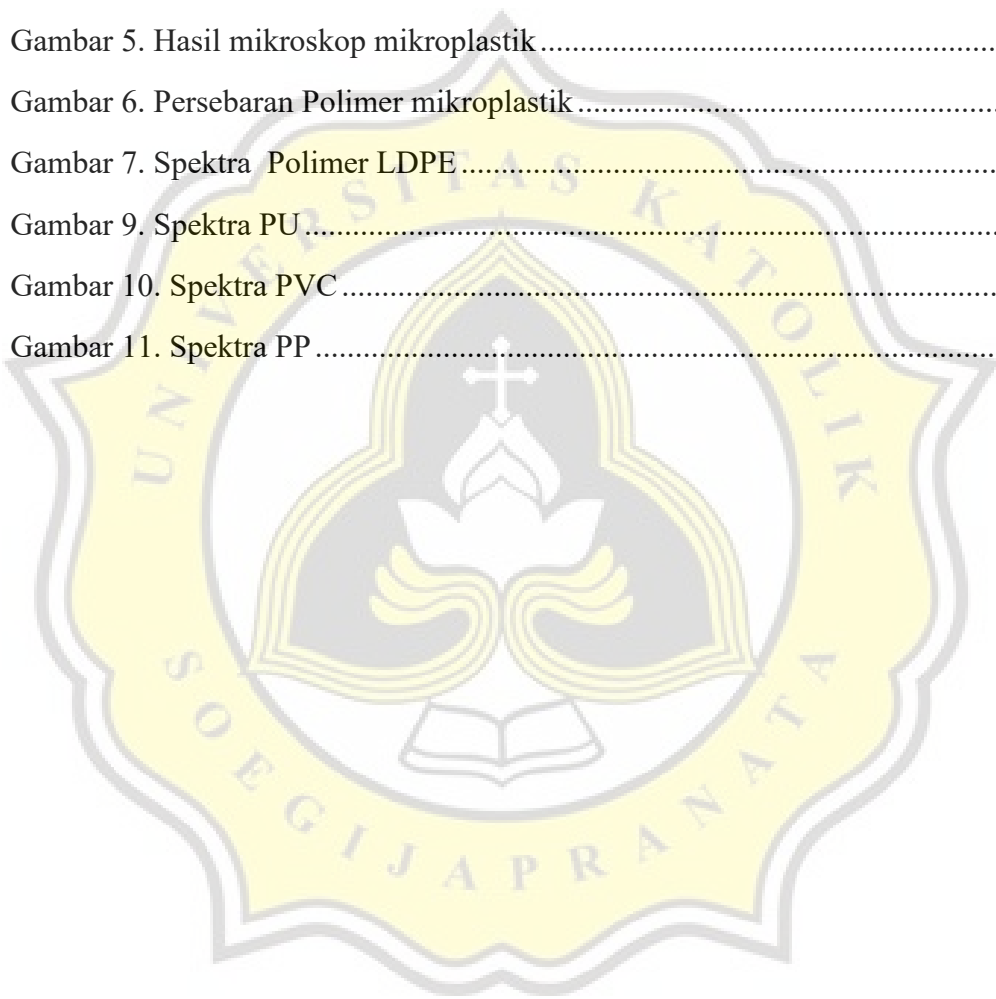 Gambar 5. Hasil mikroskop mikroplastik....................................................
Gambar 6. Persebaran Polimer mikroplastik................................................
Gambar 7. Spektra  Polimer LDPE..............................................................
Gambar 9. Spektra PU.................................................................................
Gambar 10. Spektra PVC............................................................................
Gambar 11. Spektra PP...............................................................................
UNIVERSITAS KATOLIK
SOEGIJAPRANATA